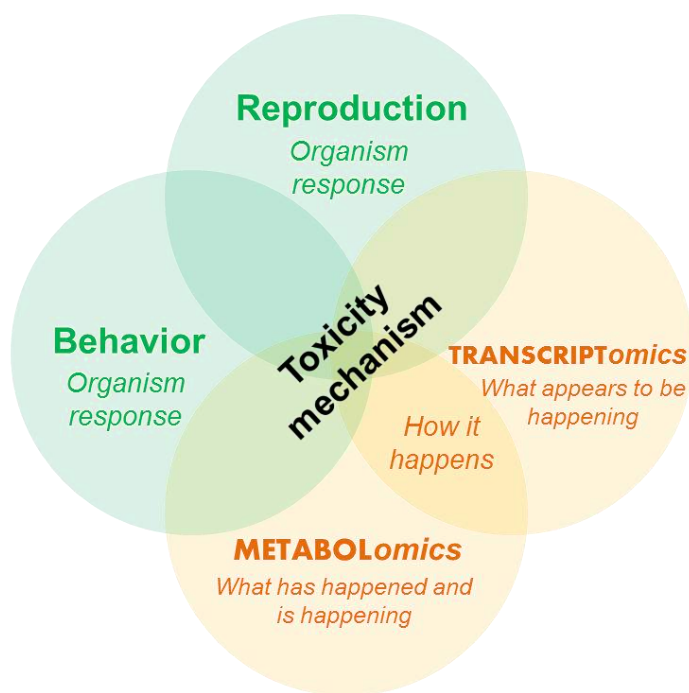 Reproduction
Organism
response
Behavior
Organism
response
Toxicity
mechanism
TRANSCRIPTomics
What appears to be
happening
How it
happens
METABOLomics
What has happened and
is happening